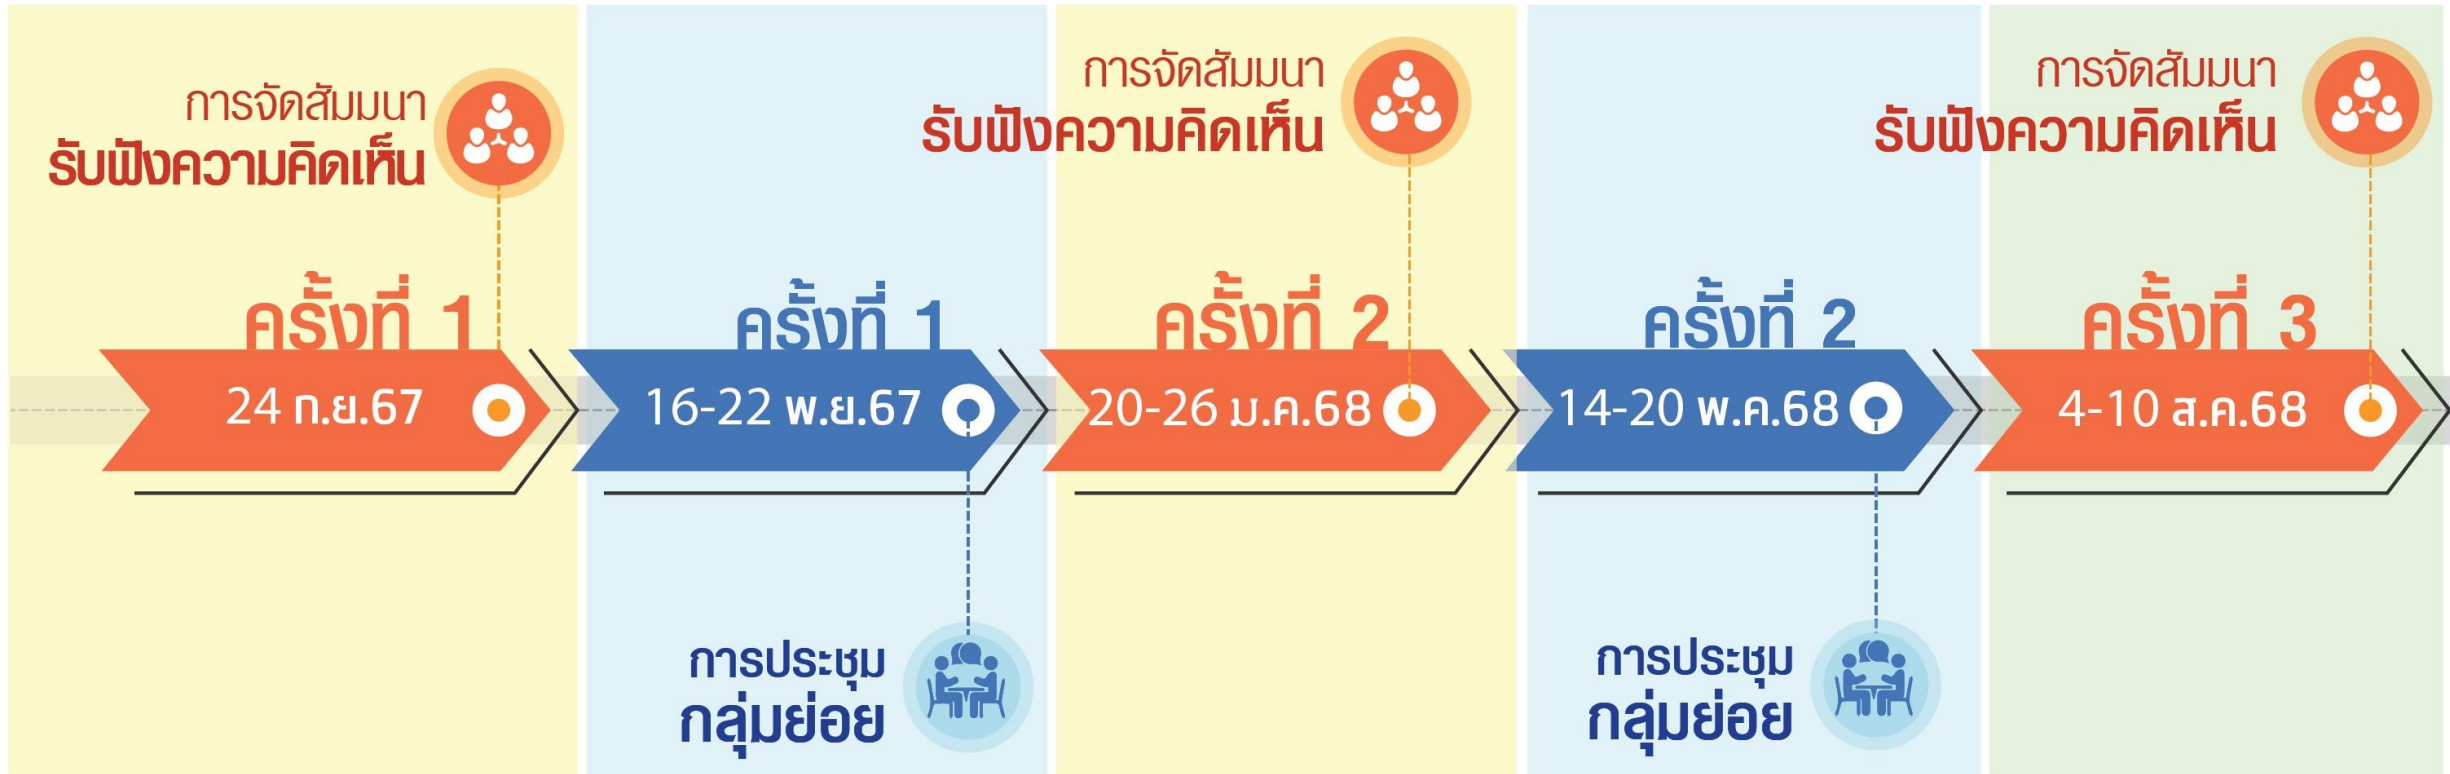 การจัดสัมมนา
รับฟังความคิดเห็น
ครั้งที่ 1
24 ก.ย.67
ครั้งที่ 1
16-22 พ.ย.67
การประชุม
กลุ่มย่อย
การจัดสัมมนา
รับฟังความคิดเห็น
ครั้งที่ 2
20-26 ม.ค.68
ครั้งที่ 2
14-20 พ.ค.68
การประชุม
กลุ่มย่อย
การจัดสัมมนา
รับฟังความคิดเห็น
ครั้งที่ 3
4-10 ส.ค.68